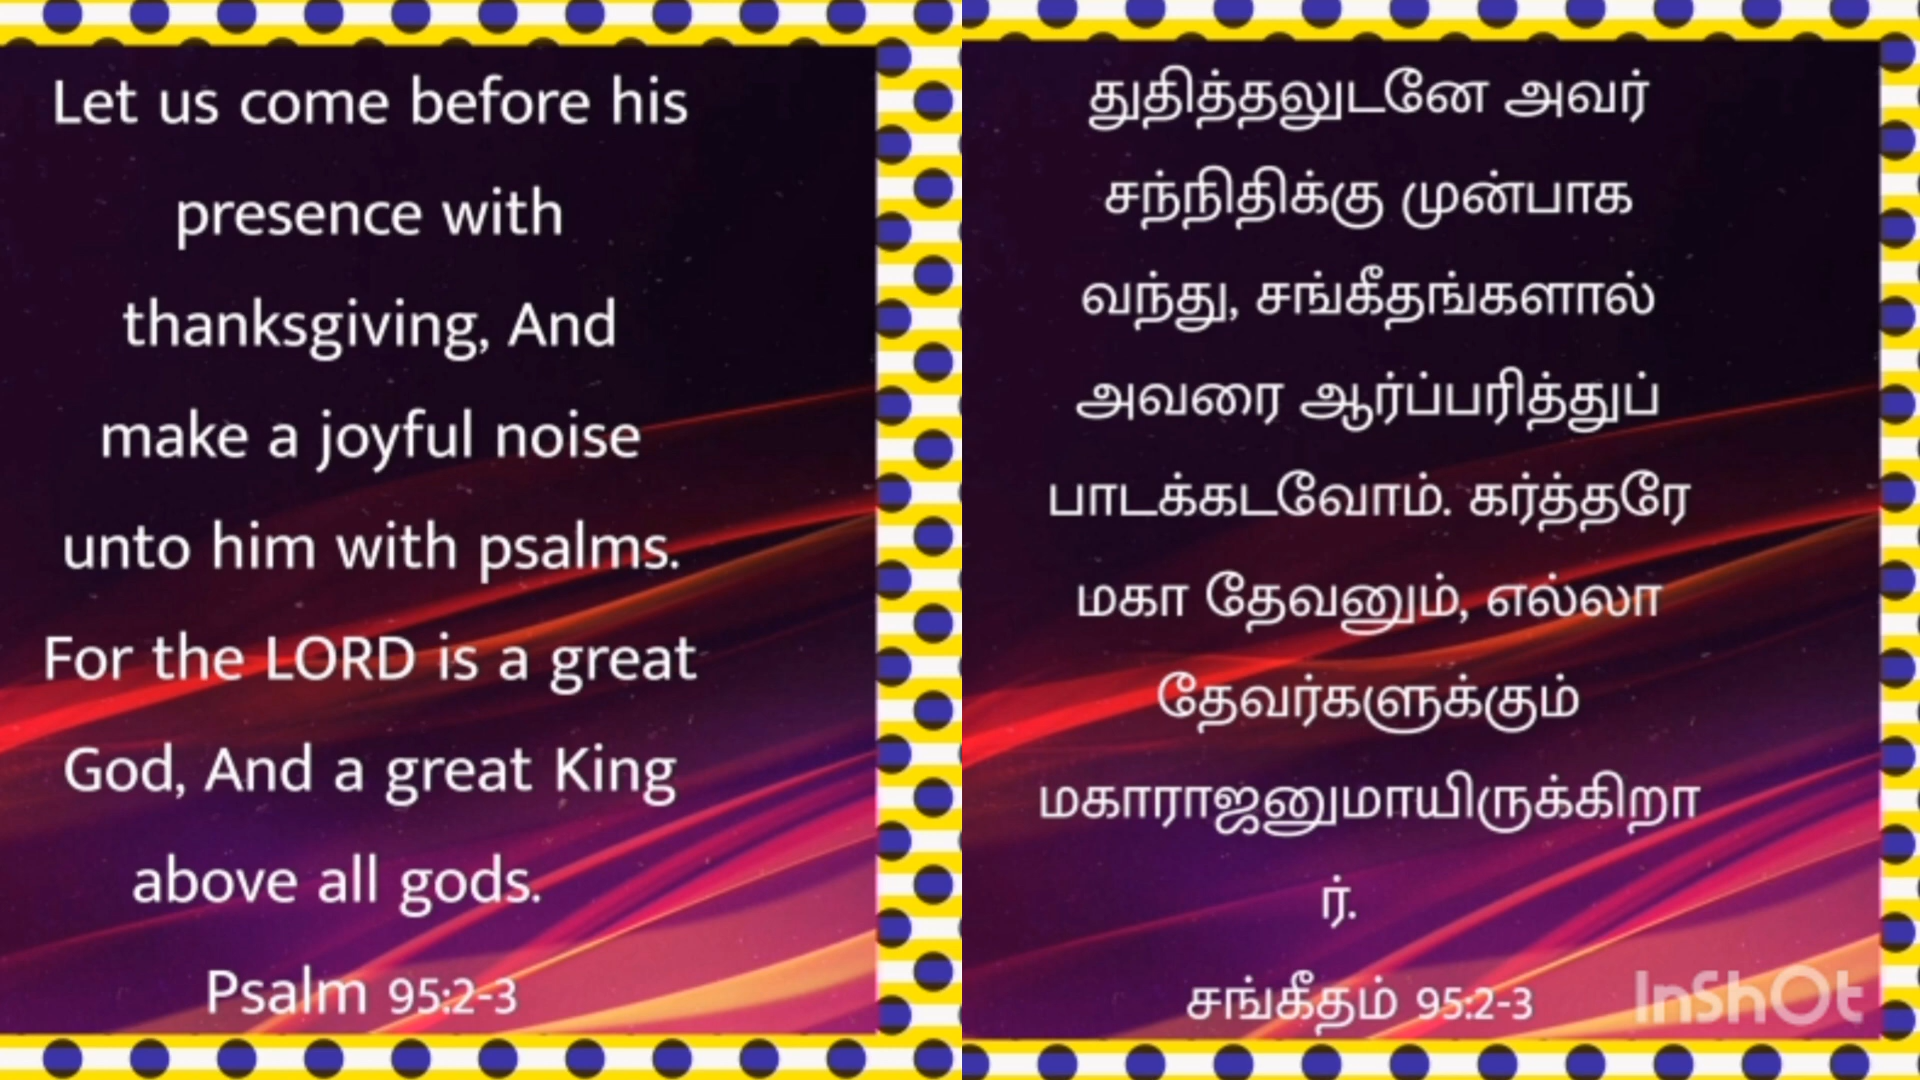 Let us come before his
presence with
thanksgiving, And
make a joyful noise
unto him with psalms.
For the LORD is a great
God, And a great King
above all gods.
Psalm 95:2-3
துதித்தலுடனே அவர்
சந்நிதிக்கு முன்பாக
வந்து, சங்கீதங்களால்
அவரை ஆர்ப்பரித்துப்
பாடக்கடவோம். கர்த்தரே
மகா தேவனும், எல்லா
தேவர்களுக்கும்
மகாராஜனுமாயிருக்கிறா
ர்.
சங்கீதம் 95:2-3
InShOt